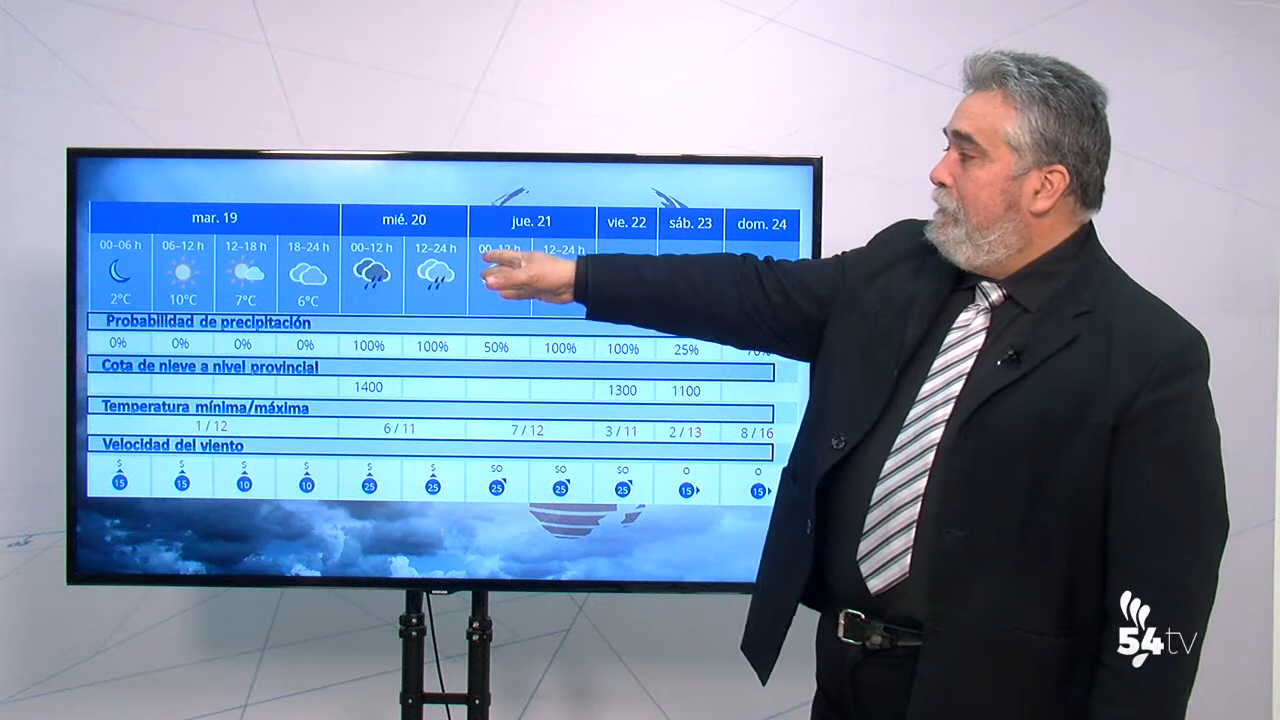 mar. 19 mié. 20 jue. 21 vie. 22 sáb. 23 dom. 24
00-06 h 06-12 h 12-18 h 18-24 h 00-12 h 12-24 h 00-12 h 12-24 h
2°C 10°C 7°C 6°C
Probabilidad de precipitación
0% 0% 0% 0% 100% 100% 50% 100% 100% 25% 70%
Cota de nieve a nivel provincial
1400 1300 1100
Temperatura mínima/máxima
1 / 12 6 / 11 7 / 12 3 / 11 2 / 13 8 / 16
Velocidad del viento
S S S S S S SO SO SO O O
15 15 10 10 25 25 25 25 25 15 15
SAMSUNG
54tv